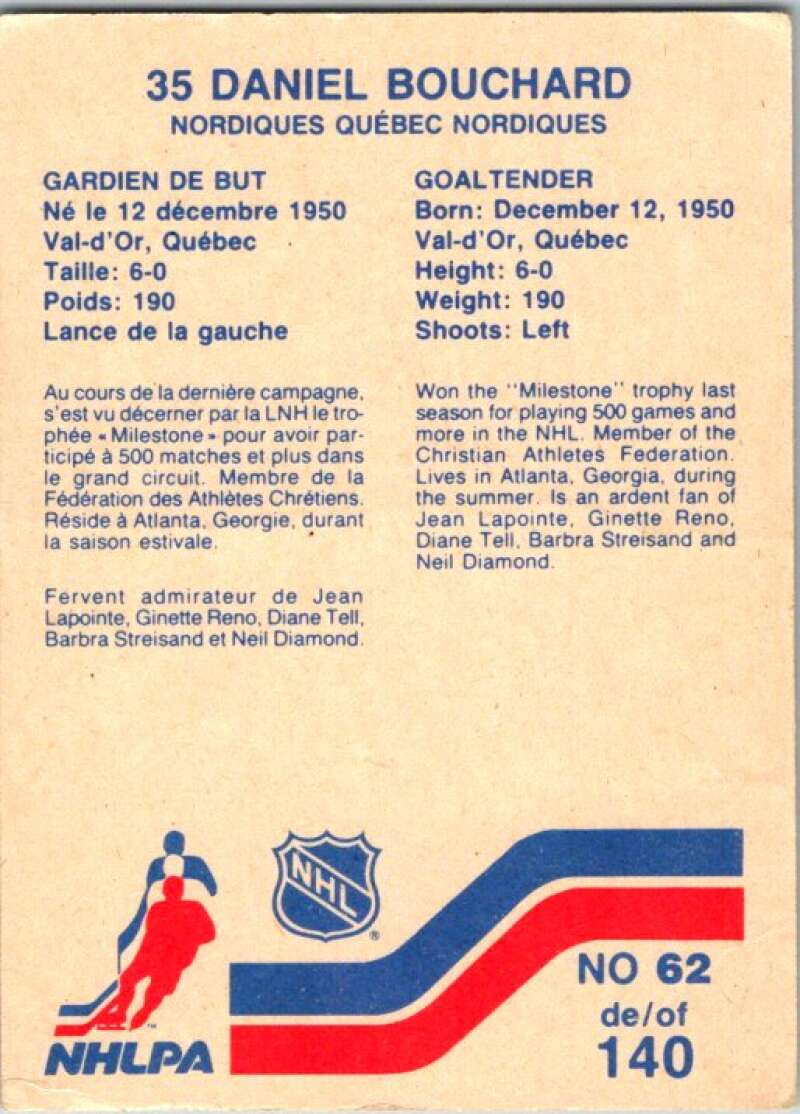 35 DANIEL BOUCHARD
NORDIQUES QUÉBEC NORDIQUES
GARDIEN DE BUT
Né le 12 décembre 1950
Val-d'Or, Québec
Taille: 6-0
Poids: 190
Lance de la gauche
Au cours de la dernière campagne,
s'est vu décerner par la LNH le tro-
phée «Milestone» pour avoir par-
ticipé à 500 matches et plus dans
le grand circuit. Membre de la
Fédération des Athlètes Chrétiens.
Réside à Atlanta, Georgie, durant
la saison estivale.
Fervent admirateur de Jean
Lapointe, Ginette Reno, Diane Tell,
Barbra Streisand et Neil Diamond.
GOALTENDER
Born: December 12, 1950
Val-d'Or, Québec
Height: 6-0
Weight: 190
Shoots: Left
Won the "Milestone" trophy last
season for playing 500 games and
more in the NHL. Member of the
Christian Athletes Federation.
Lives in Atlanta, Georgia, during
the summer. Is an ardent fan of
Jean Lapointe, Ginette Reno,
Diane Tell, Barbra Streisand and
Neil Diamond.
NHL
®
™
NHLPA
NO 62
de/of
140